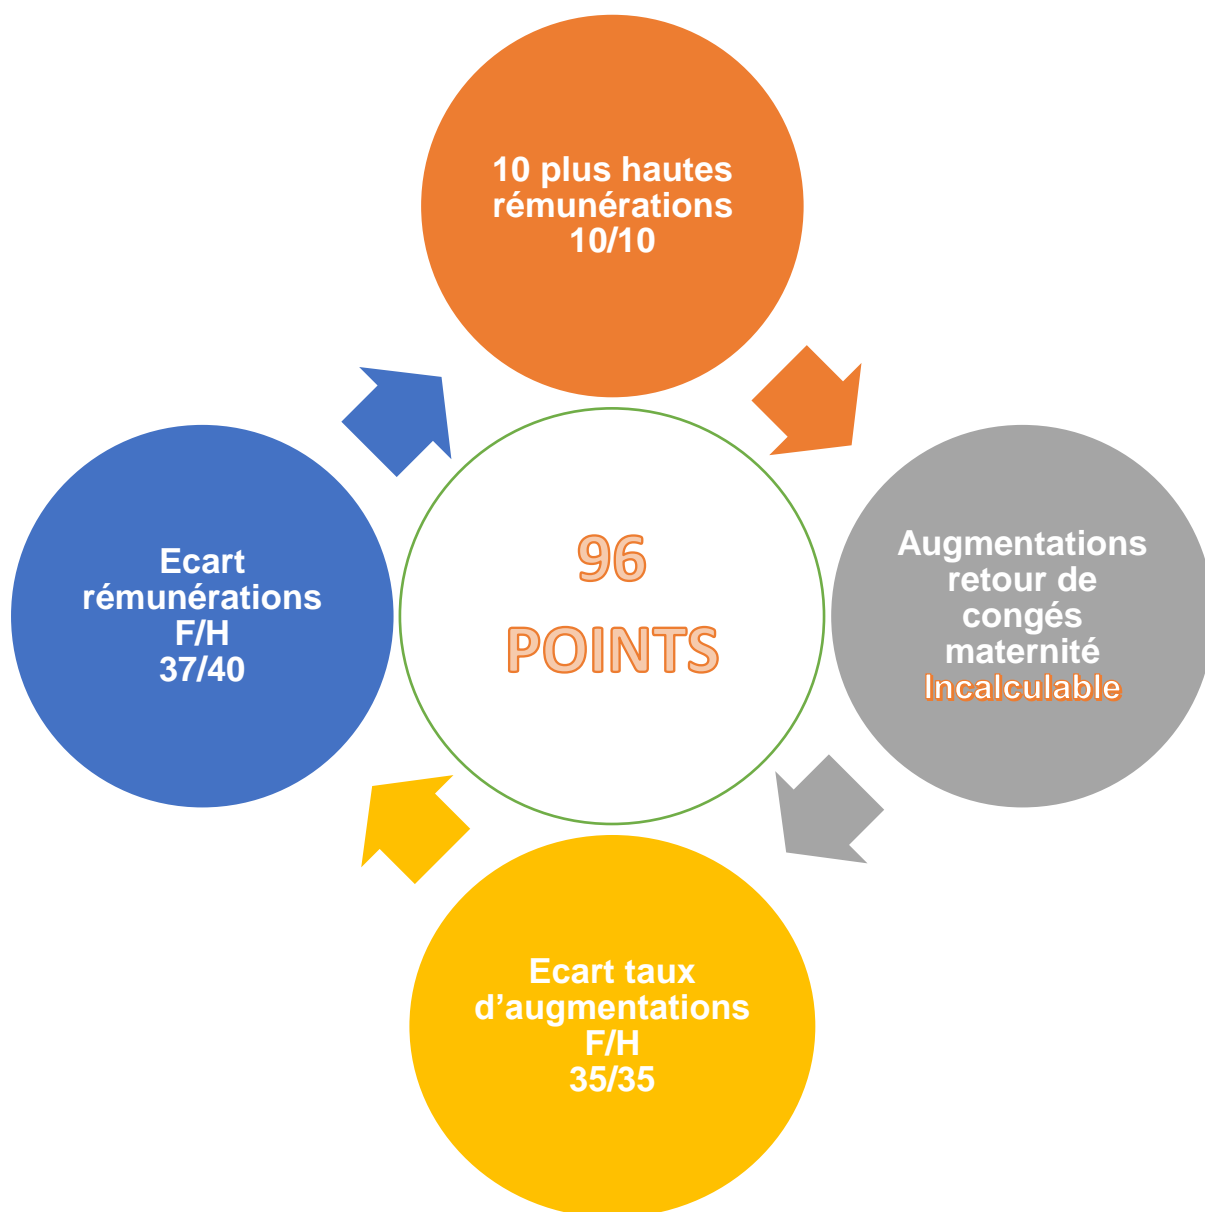 10 plus hautes
rémunérations
10/10
Ecart
rémunérations
F/H
37/40
96
POINTS
Augmentations
retour de
congés
maternité
Incalculable
Ecart taux
d’augmentations
F/H
35/35